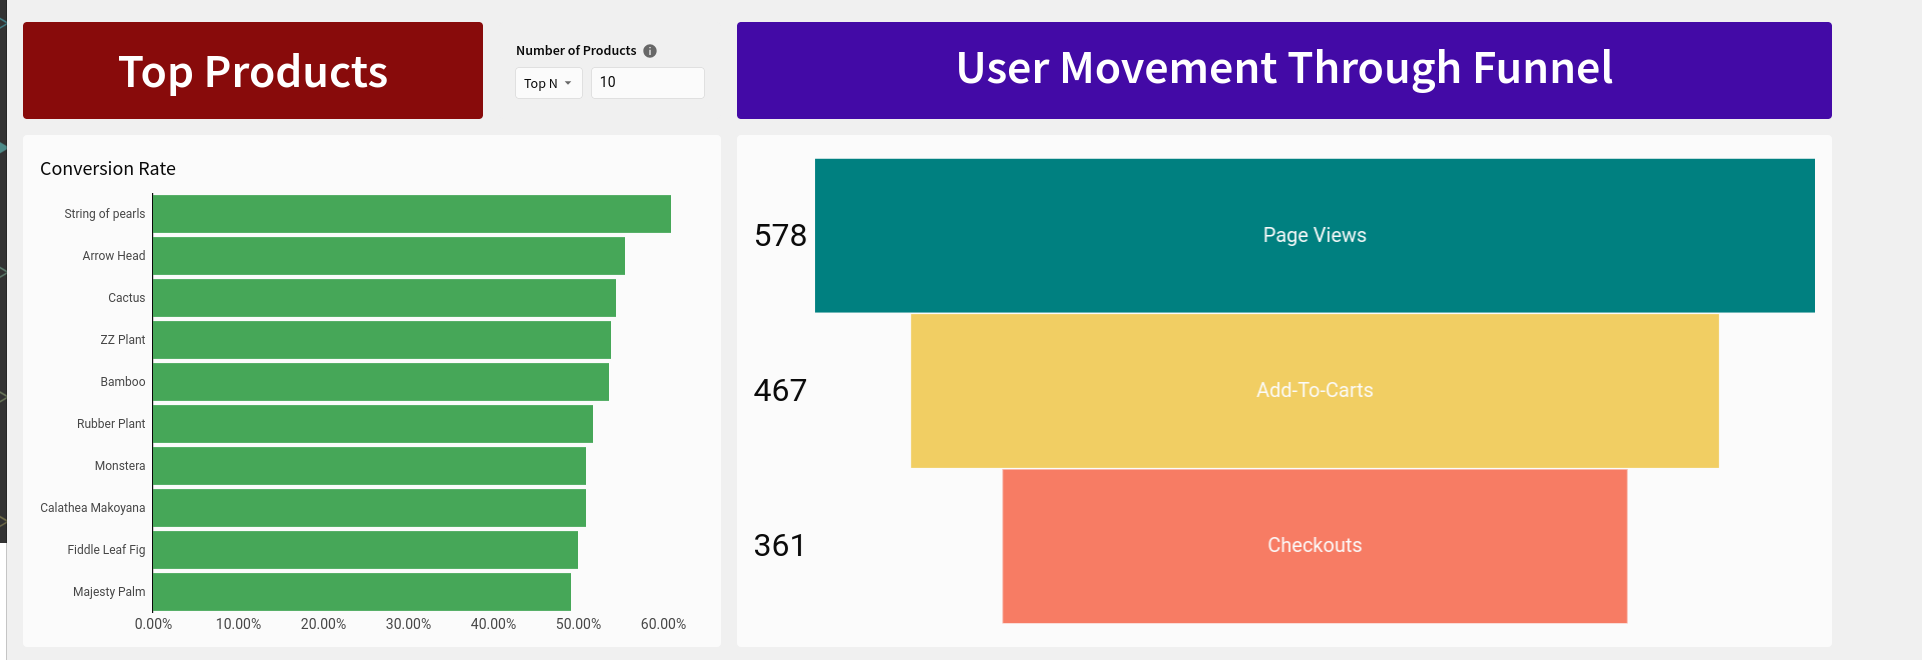 Top Products
Number of Products
Top N
10
User Movement Through Funnel
Conversion Rate
String of pearls
Arrow Head
Cactus
ZZ Plant
Bamboo
Rubber Plant
Monstera
Calathea Makoyana
Fiddle Leaf Fig
Majesty Palm
0.00% 10.00% 20.00% 30.00% 40.00% 50.00% 60.00%
578 Page Views
467 Add-To-Carts
361 Checkouts